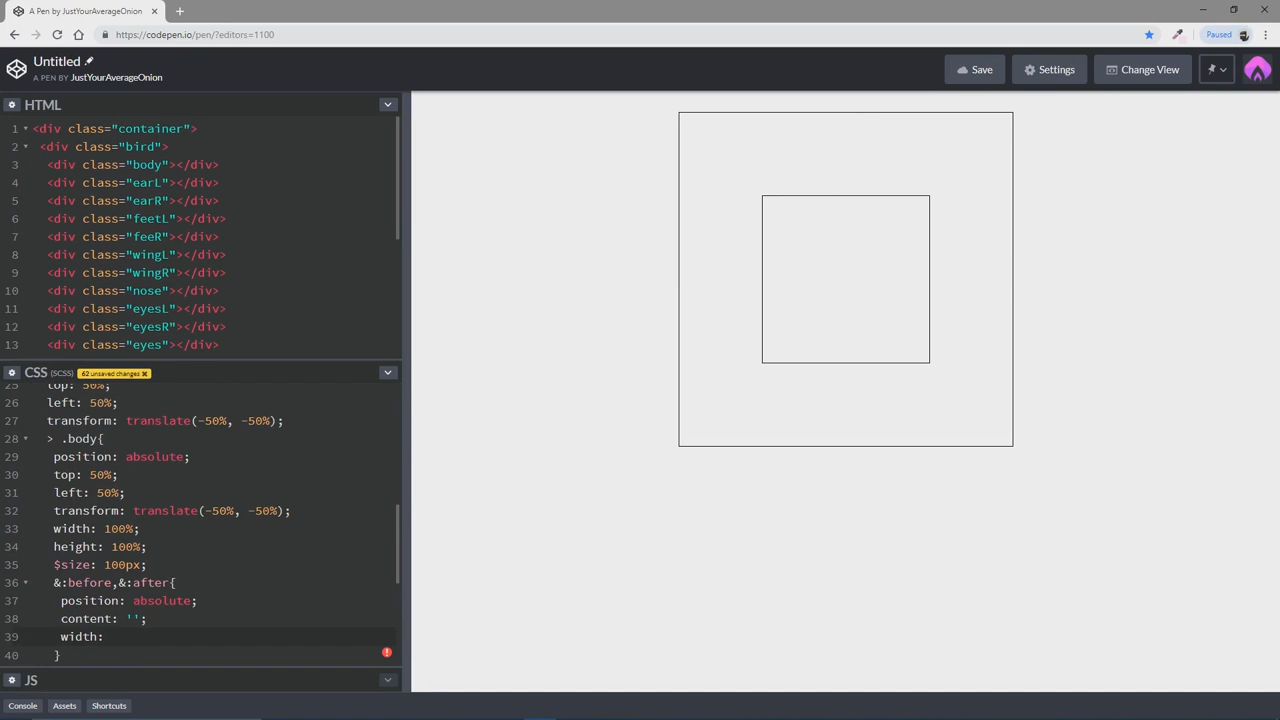 A Pen by JustYourAverageOnion
https://codepen.io/pen/?editors=1100
Paused
Untitled
A PEN BY JustYourAverageOnion
Save
Settings
Change View
HTML
1 <div class="container">
2 <div class="bird">
3 <div class="body"></div>
4 <div class="earL"></div>
5 <div class="earR"></div>
6 <div class="feetL"></div>
7 <div class="feeR"></div>
8 <div class="wingL"></div>
9 <div class="wingR"></div>
10 <div class="nose"></div>
11 <div class="eyesL"></div>
12 <div class="eyesR"></div>
13 <div class="eyes"></div>
CSS (SCSS) 62 unsaved changes
25 top: 50%;
26 left: 50%;
27 transform: translate(-50%, -50%);
28 > .body{
29 position: absolute;
30 top: 50%;
31 left: 50%;
32 transform: translate(-50%, -50%);
33 width: 100%;
34 height: 100%;
35 $size: 100px;
36 &:before,&:after{
37 position: absolute;
38 content: '';
39 width:
40 }
JS
Console
Assets
Shortcuts